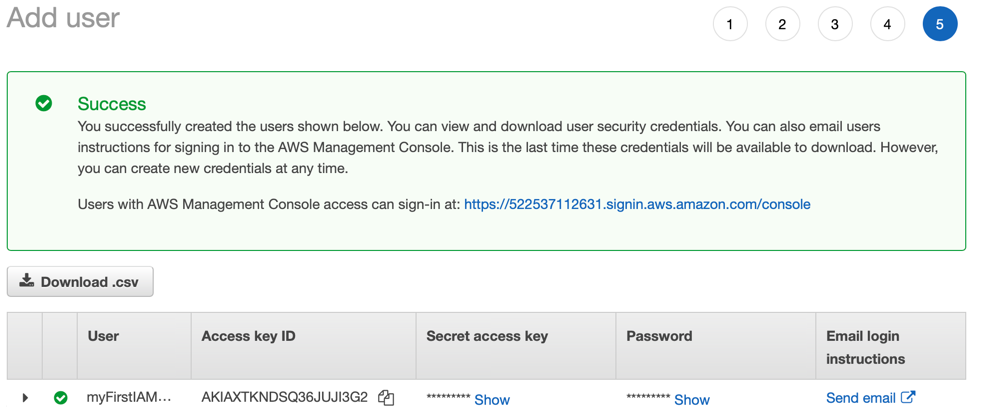 Add user
1 2 3 4 5
Success
You successfully created the users shown below. You can view and download user security credentials. You can also email users
instructions for signing in to the AWS Management Console. This is the last time these credentials will be available to download. However,
you can create new credentials at any time.
Users with AWS Management Console access can sign-in at: https://522537112631.signin.aws.amazon.com/console
Download .csv
User Access key ID Secret access key Password Email login
instructions
myFirstIAM... AKIAXTKNDSQ36JUJI3G2 ********* Show ********* Show Send email